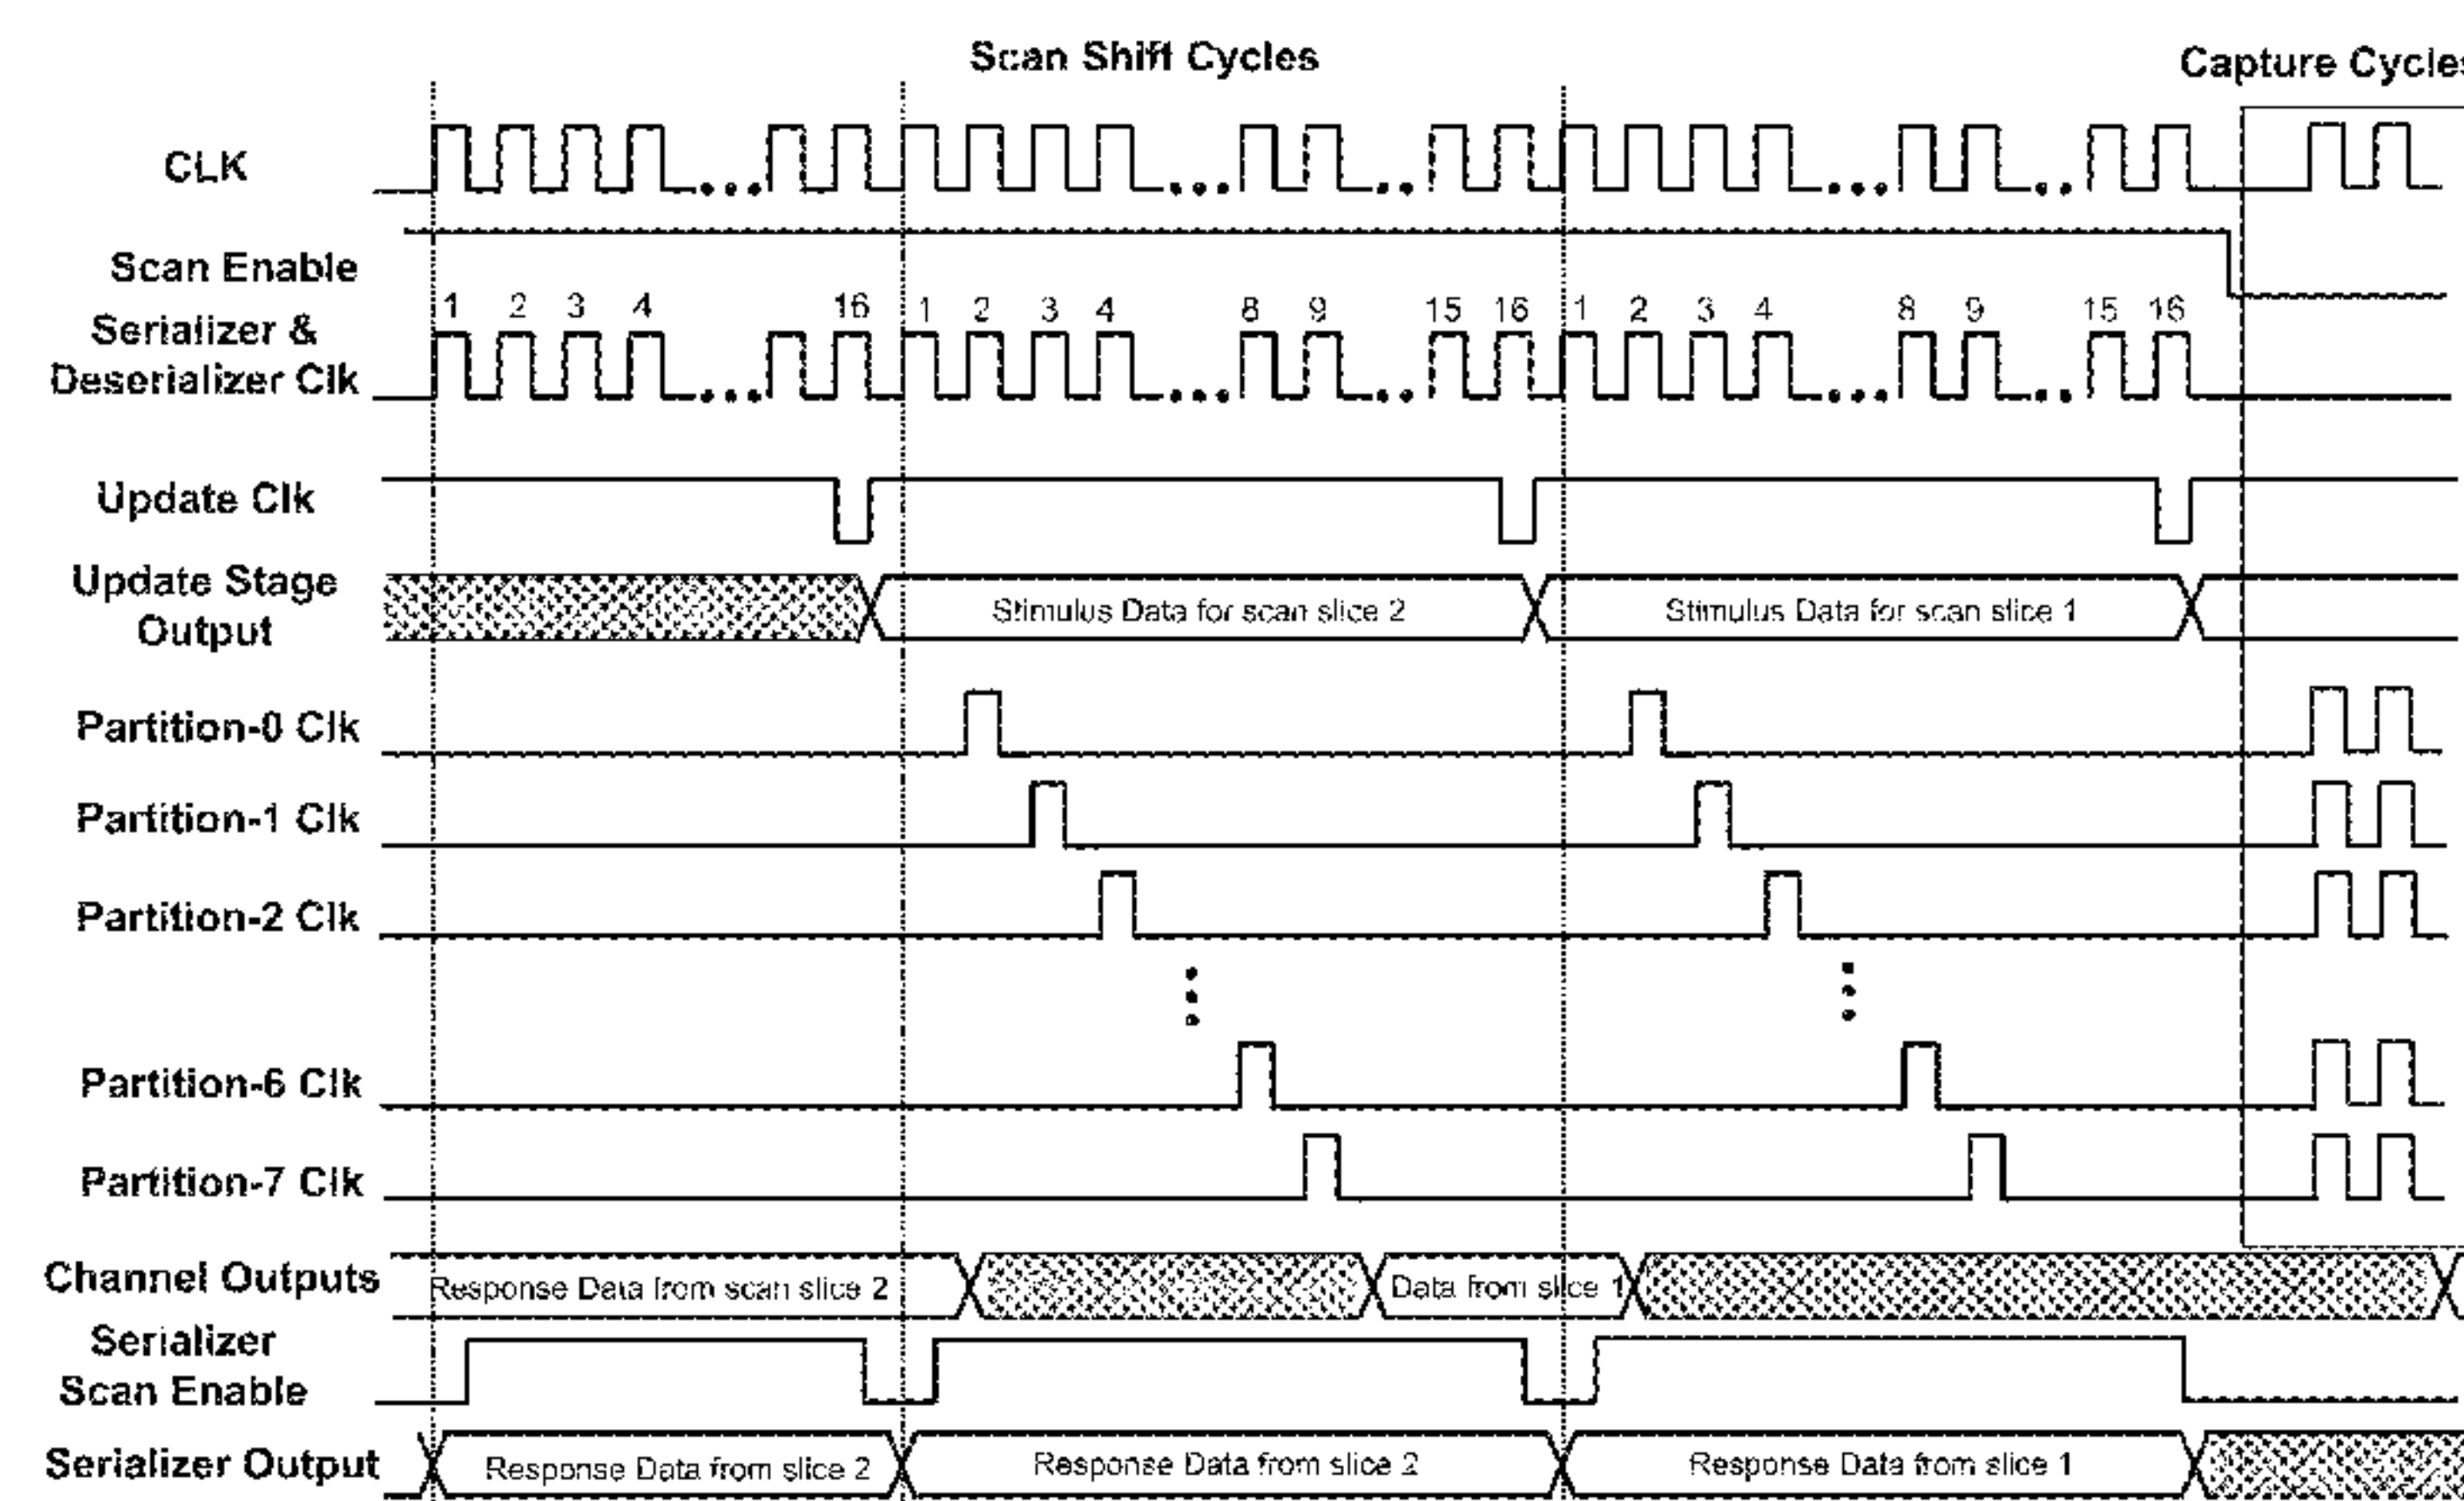 Scan Shift Cycles
Capture Cycles
CLK
Scan Enable
1 2 3 4 16 1 2 3 4 8 9 15 16 1 2 3 4 8 9 15 16
Serializer &
Deserializer Clk
Update Clk
Update Stage
Output
Stimulus Data for scan slice 2
Stimulus Data for scan slice 1
Partition-0 Clk
Partition-1 Clk
Partition-2 Clk
Partition-6 Clk
Partition-7 Clk
Channel Outputs
Response Data from scan slice 2
Data from slice 1
Serializer
Scan Enable
Serializer Output
Response Data from slice 2
Response Data from slice 2
Response Data from slice 1